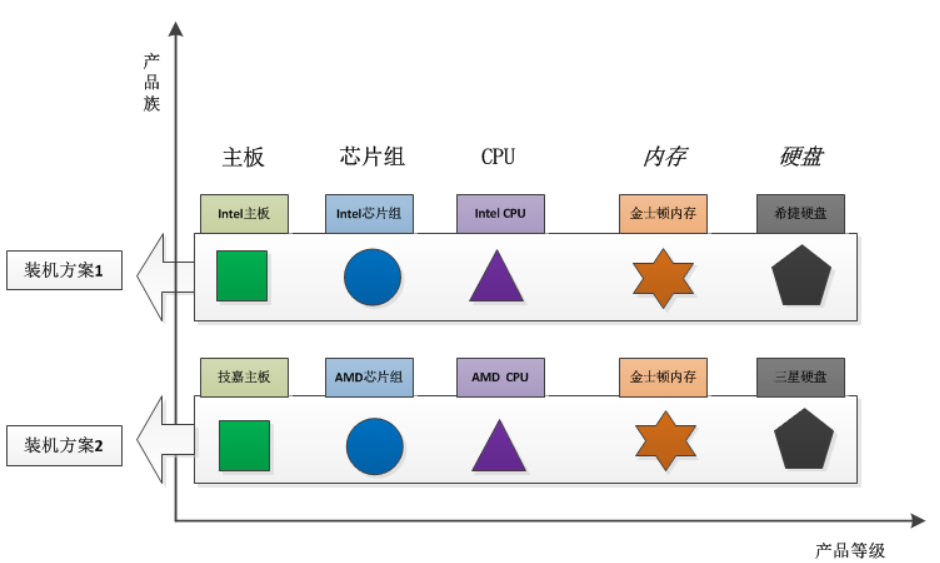 产品族
主板 芯片组 CPU 内存 硬盘
Intel主板 Intel芯片组 Intel CPU 金士顿内存 希捷硬盘
装机方案1
技嘉主板 AMD芯片组 AMD CPU 金士顿内存 三星硬盘
装机方案2
产品等级